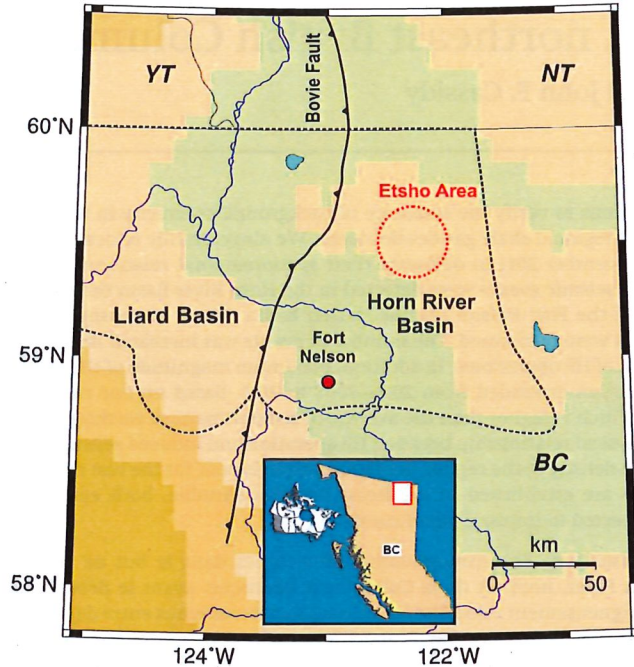 YT
Bovie Fault
NT
60°N
Etsho Area
Liard Basin
Horn River
Basin
Fort
Nelson
59°N
BC
BC
km
0
50
58°N
124°W
122°W